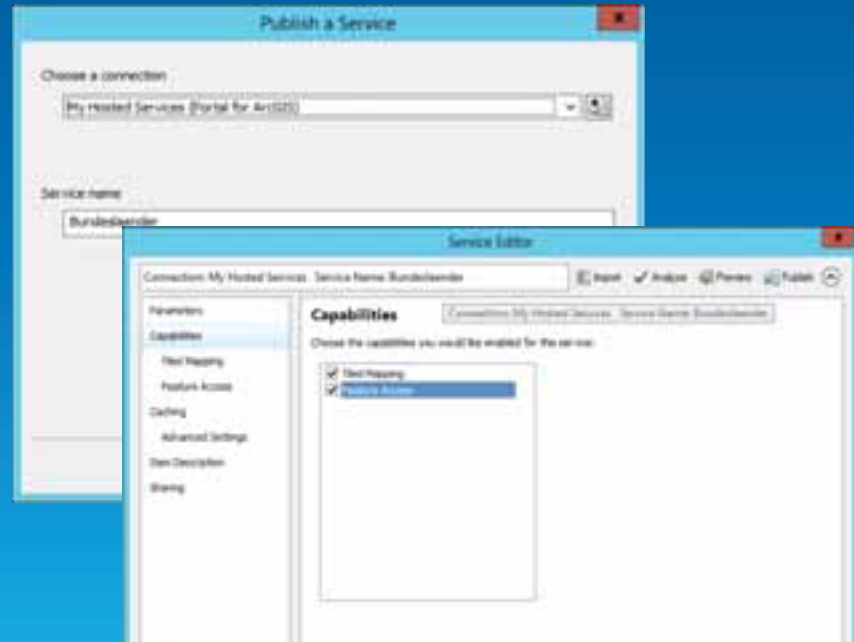 Publish a Service
Choose a connection
My Hosted Services (Portal for ArcGIS)
Service name
Bundeslaender
Service Editor
Connection: My Hosted Services Service Name: Bundeslaender
Import Analyze Preview Publish
Parameters
Capabilities
Tiled Mapping
Feature Access
Caching
Advanced Settings
Item Description
Sharing
Capabilities
Connection: My Hosted Services Service Name: Bundeslaender
Choose the capabilities you would be enabled for the service:
Tiled Mapping
Feature Access